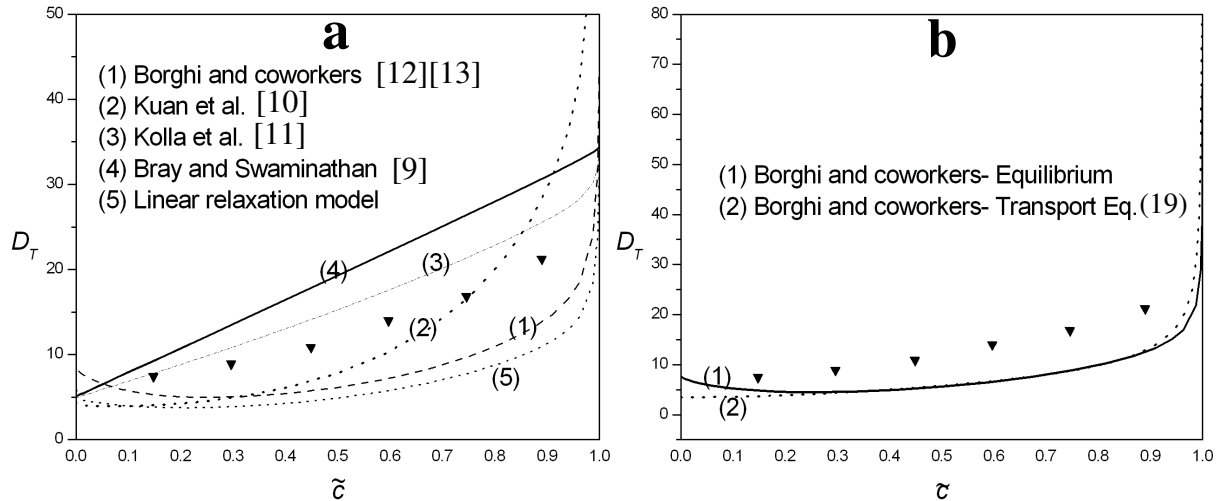 a
(1) Borghi and coworkers [12][13]
(2) Kuan et al. [10]
(3) Kolla et al. [11]
(4) Bray and Swaminathan [9]
(5) Linear relaxation model
50
40
30
20
10
0
D_T
(4)
(3)
(2)
(1)
(5)
0.0 0.1 0.2 0.3 0.4 0.5 0.6 0.7 0.8 0.9 1.0
c̃
b
(1) Borghi and coworkers- Equilibrium
(2) Borghi and coworkers- Transport Eq.(19)
80
70
60
50
40
30
20
10
0
D_T
(1)
(2)
0.0 0.1 0.2 0.3 0.4 0.5 0.6 0.7 0.8 0.9 1.0
c̃